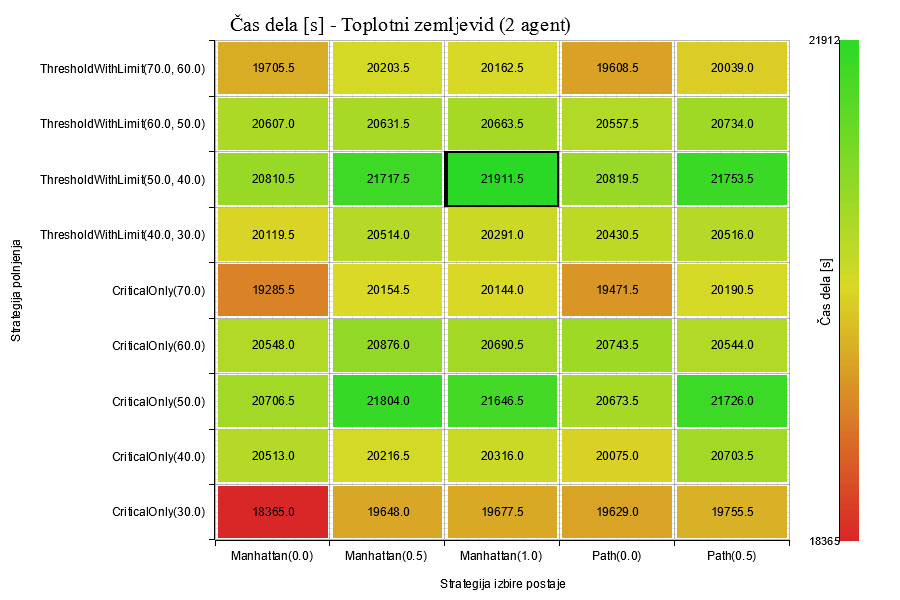 Čas dela [s] - Toplotni zemljevid (2 agent)
21912
ThresholdWithLimit(70.0, 60.0) 19705.5 20203.5 20162.5 19608.5 20039.0
ThresholdWithLimit(60.0, 50.0) 20607.0 20631.5 20663.5 20557.5 20734.0
ThresholdWithLimit(50.0, 40.0) 20810.5 21717.5 21911.5 20819.5 21753.5
ThresholdWithLimit(40.0, 30.0) 20119.5 20514.0 20291.0 20430.5 20516.0
CriticalOnly(70.0) 19285.5 20154.5 20144.0 19471.5 20190.5
CriticalOnly(60.0) 20548.0 20876.0 20690.5 20743.5 20544.0
CriticalOnly(50.0) 20706.5 21804.0 21646.5 20673.5 21726.0
CriticalOnly(40.0) 20513.0 20216.5 20316.0 20075.0 20703.5
CriticalOnly(30.0) 18365.0 19648.0 19677.5 19629.0 19755.5
18365
Manhattan(0.0) Manhattan(0.5) Manhattan(1.0) Path(0.0) Path(0.5)
Strategija izbire postaje
Strategija polnjenja
Čas dela [s]